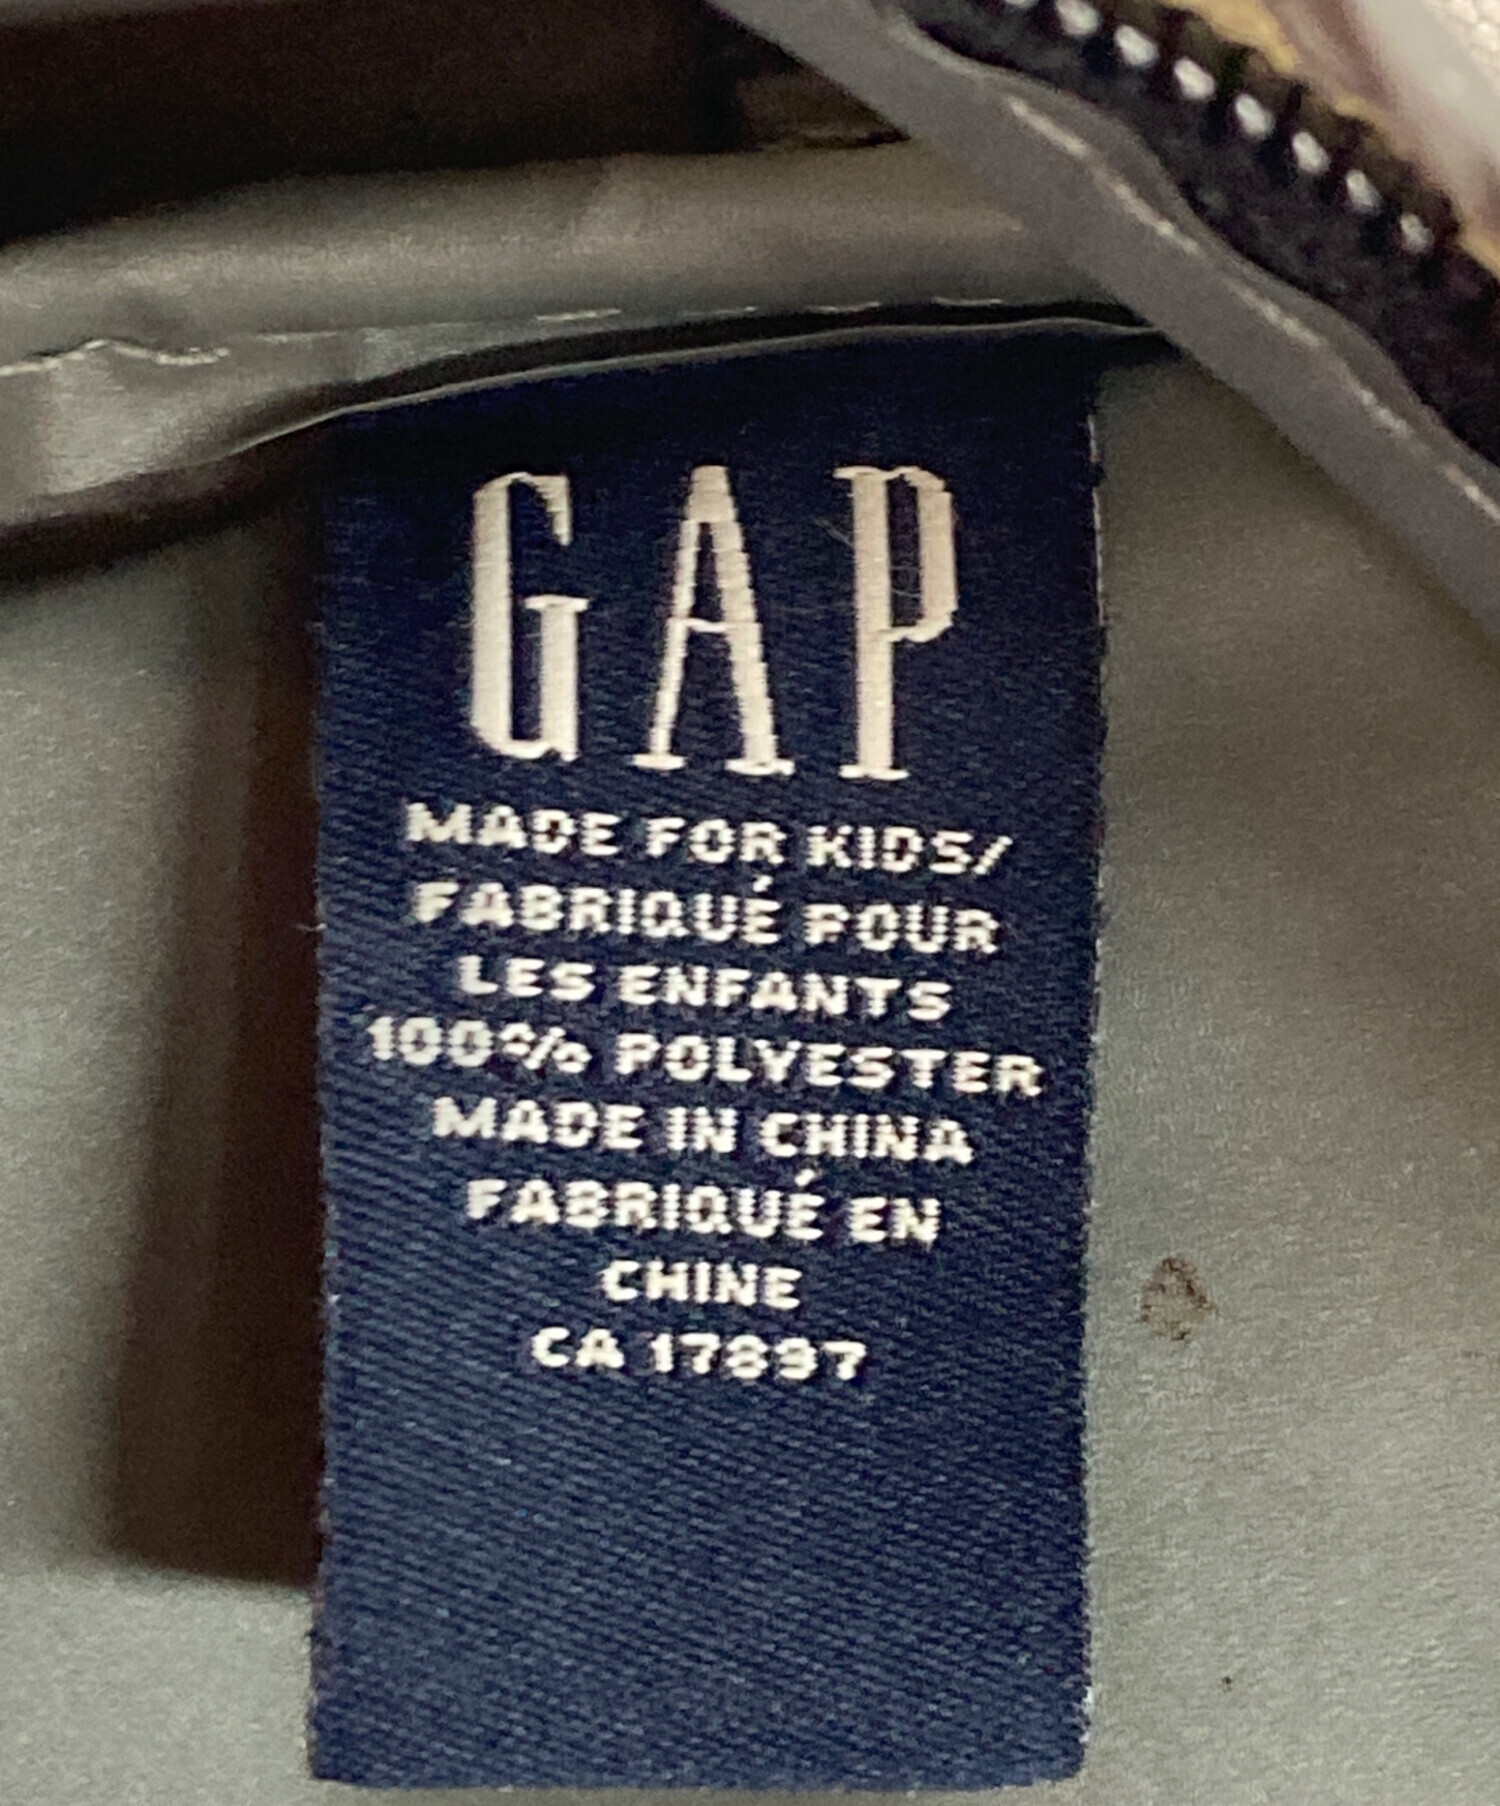 GAP
MADE FOR KIDS/
FABRIQUÉ POUR
LES ENFANTS
100% POLYESTER
MADE IN CHINA
FABRIQUÉ EN
CHINE
CA 17897